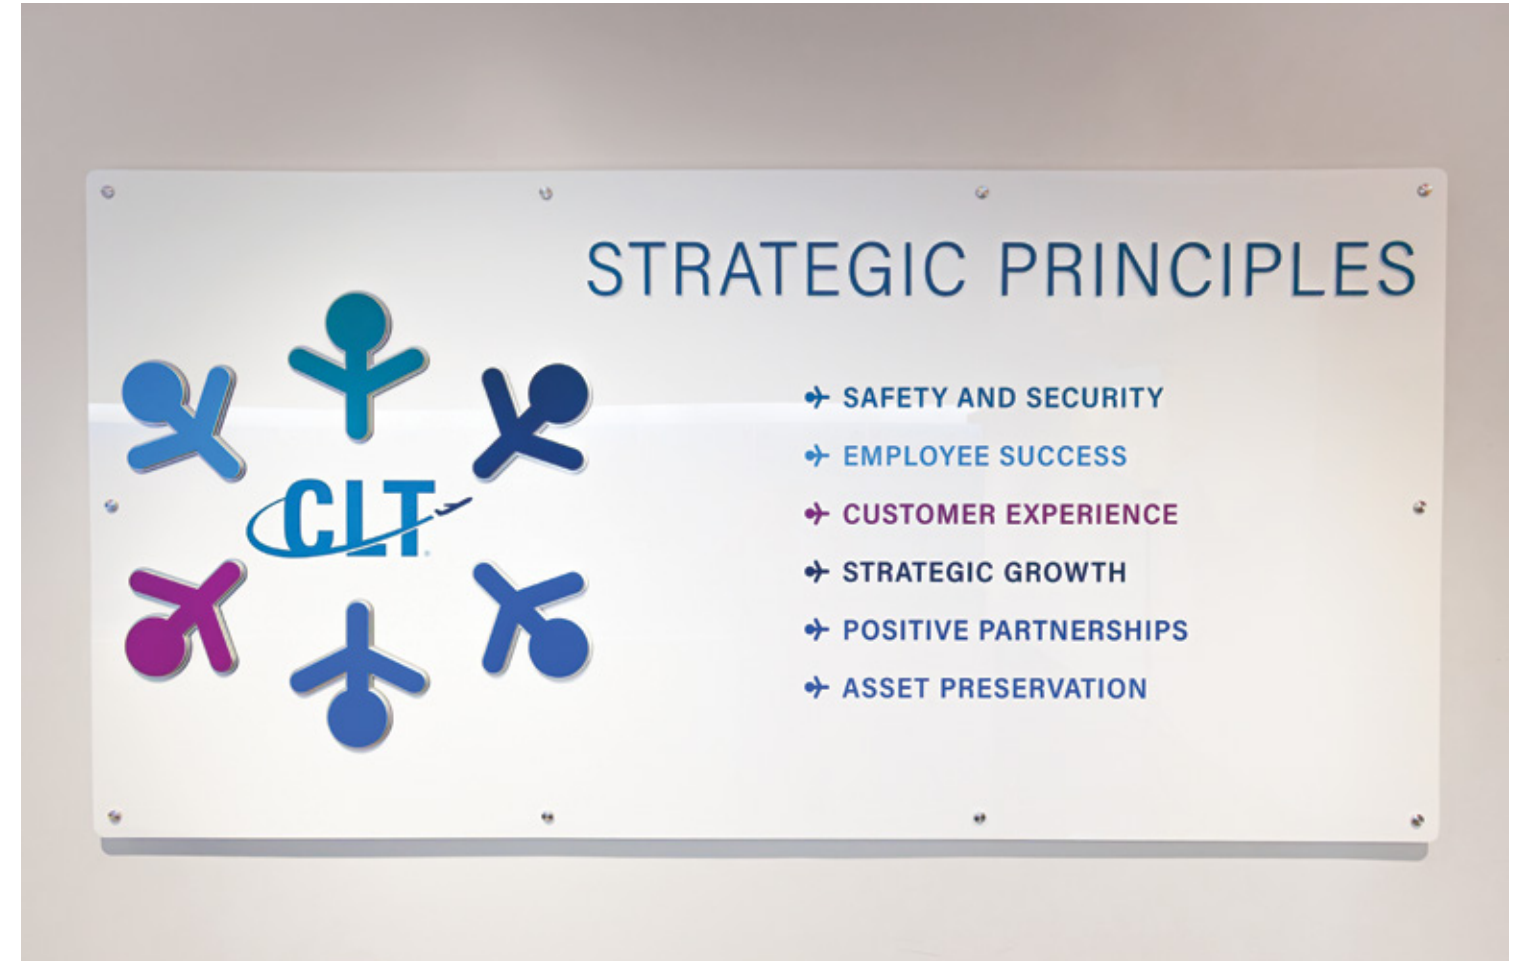 STRATEGIC PRINCIPLES
SAFETY AND SECURITY
EMPLOYEE SUCCESS
CUSTOMER EXPERIENCE
STRATEGIC GROWTH
POSITIVE PARTNERSHIPS
ASSET PRESERVATION
CLT